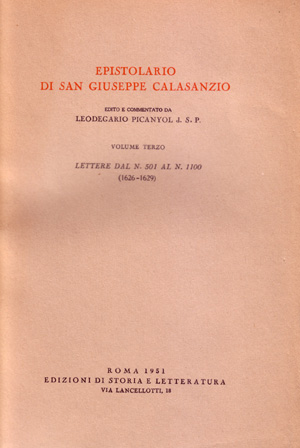 EPISTOLARIO
DI SAN GIUSEPPE CALASANZIO
EDITO E COMMENTATO DA
LEODEGARIO PICANYOL d. S. P.
VOLUME TERZO
LETTERE DAL N. 501 AL N. 1100
(1626-1629)
ROMA 1951
EDIZIONI DI STORIA E LETTERATURA
VIA LANCELLOTTI, 18